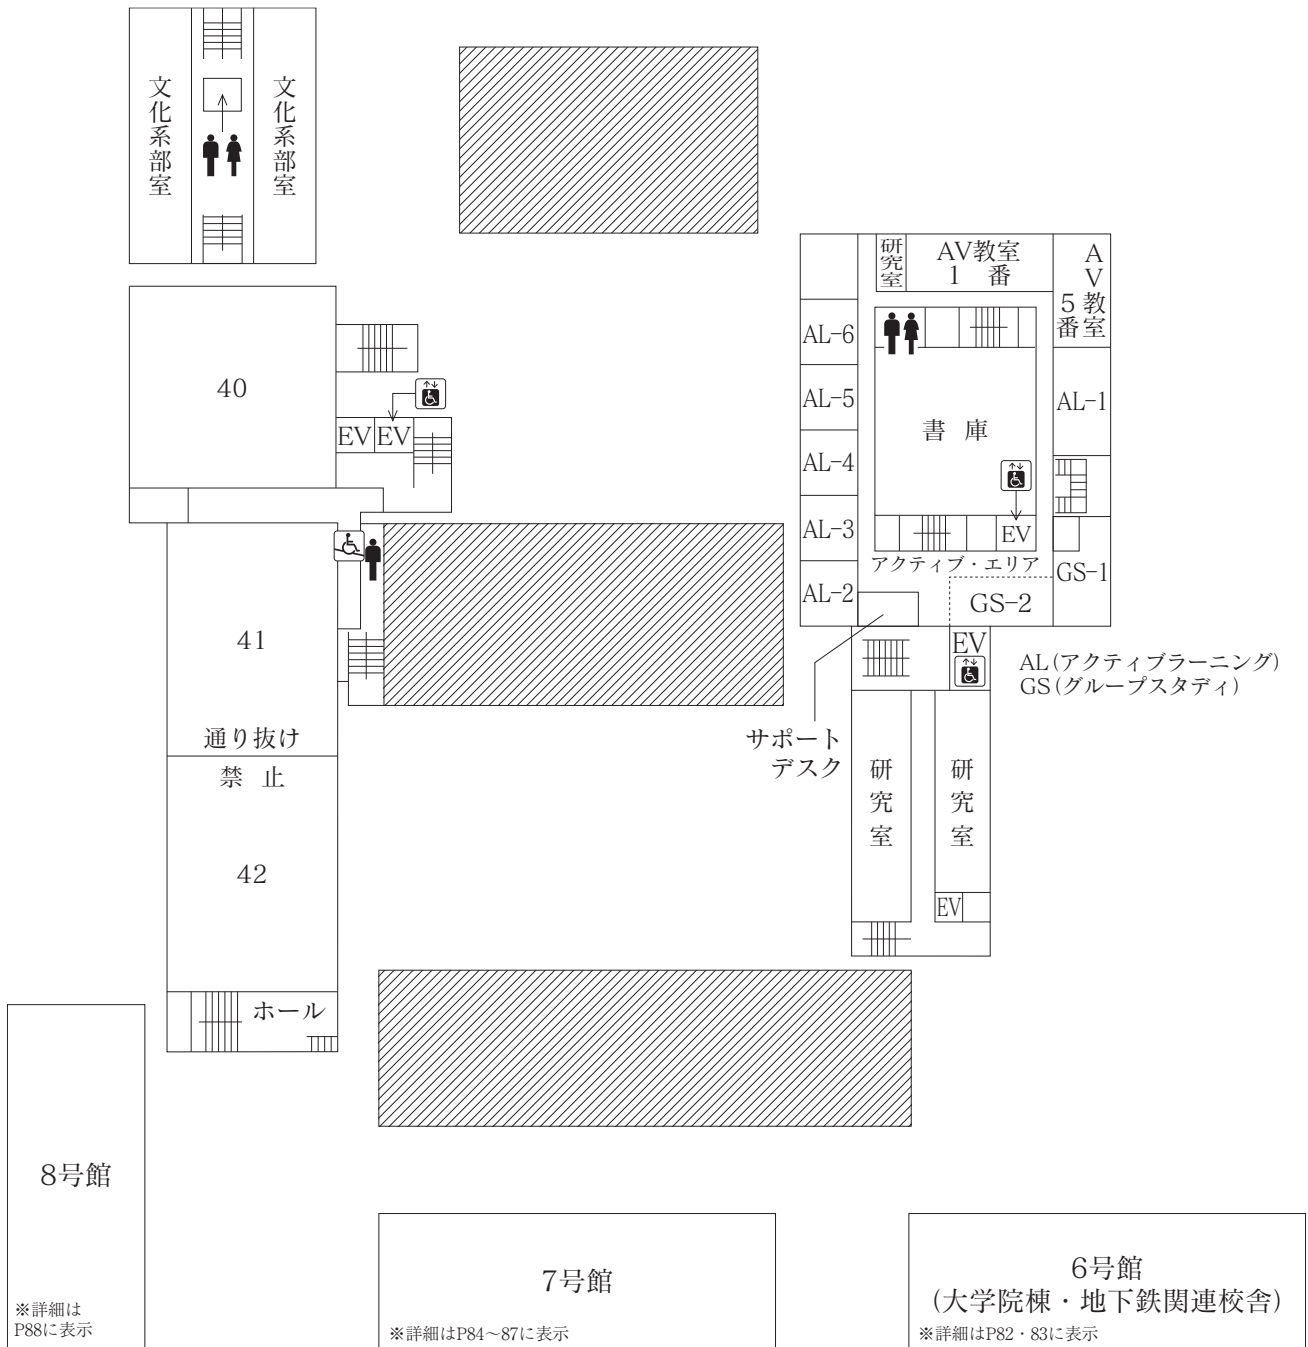 文化系部室
文化系部室
研究室
AV教室
1 番
AV教室
5番
AL-6
40
AL-5
AL-1
EV
EV
書 庫
AL-4
AL-3
EV
アクティブ・エリア
GS-1
AL-2
GS-2
41
EV
AL(アクティブラーニング)
GS(グループスタディ)
通り抜け
禁 止
サポート
デスク
研究室
研究室
42
EV
ホール
8号館
※詳細は
P88に表示
7号館
※詳細はP84〜87に表示
6号館
(大学院棟・地下鉄関連校舎)
※詳細はP82・83に表示